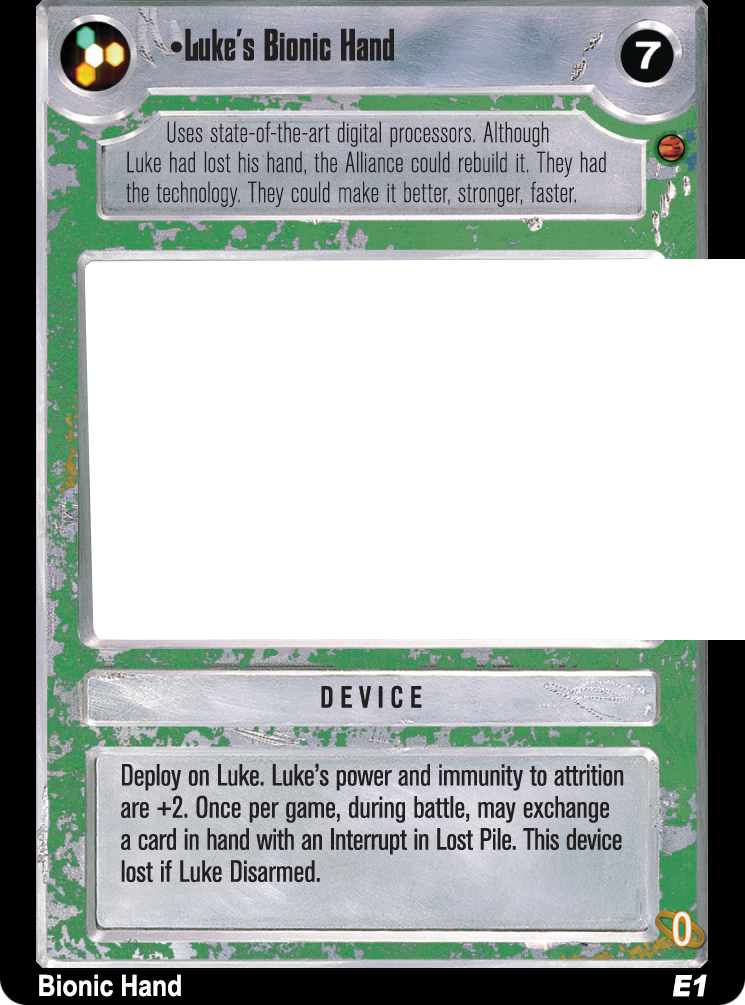 •Luke's Bionic Hand
7
Uses state-of-the-art digital processors. Although
Luke had lost his hand, the Alliance could rebuild it. They had
the technology. They could make it better, stronger, faster.
DEVICE
Deploy on Luke. Luke's power and immunity to attrition
are +2. Once per game, during battle, may exchange
a card in hand with an Interrupt in Lost Pile. This device
lost if Luke Disarmed.
0
Bionic Hand
E1